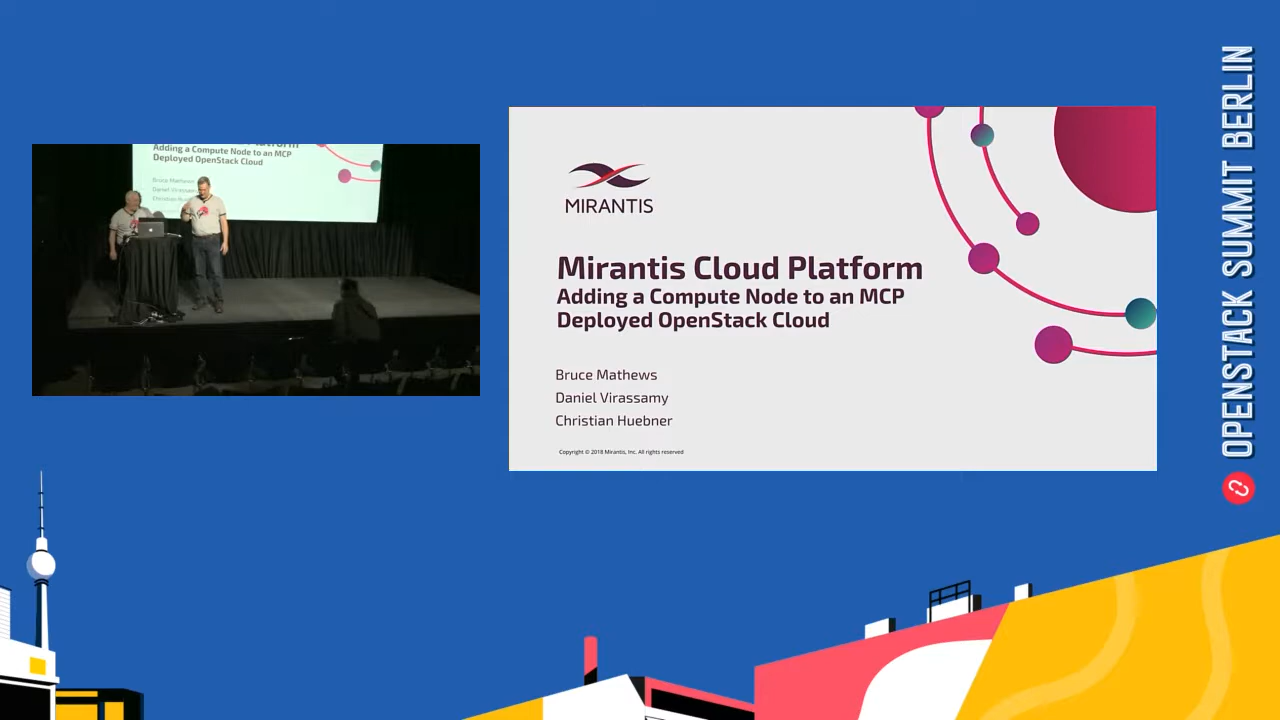 Adding a Compute Node to an MCP
Deployed OpenStack Cloud
Bruce Mathews
MIRANTIS
Mirantis Cloud Platform
Adding a Compute Node to an MCP
Deployed OpenStack Cloud
Bruce Mathews
Daniel Virassamy
Christian Huebner
Copyright © 2018 Mirantis, Inc. All rights reserved
OPENSTACK SUMMIT BERLIN